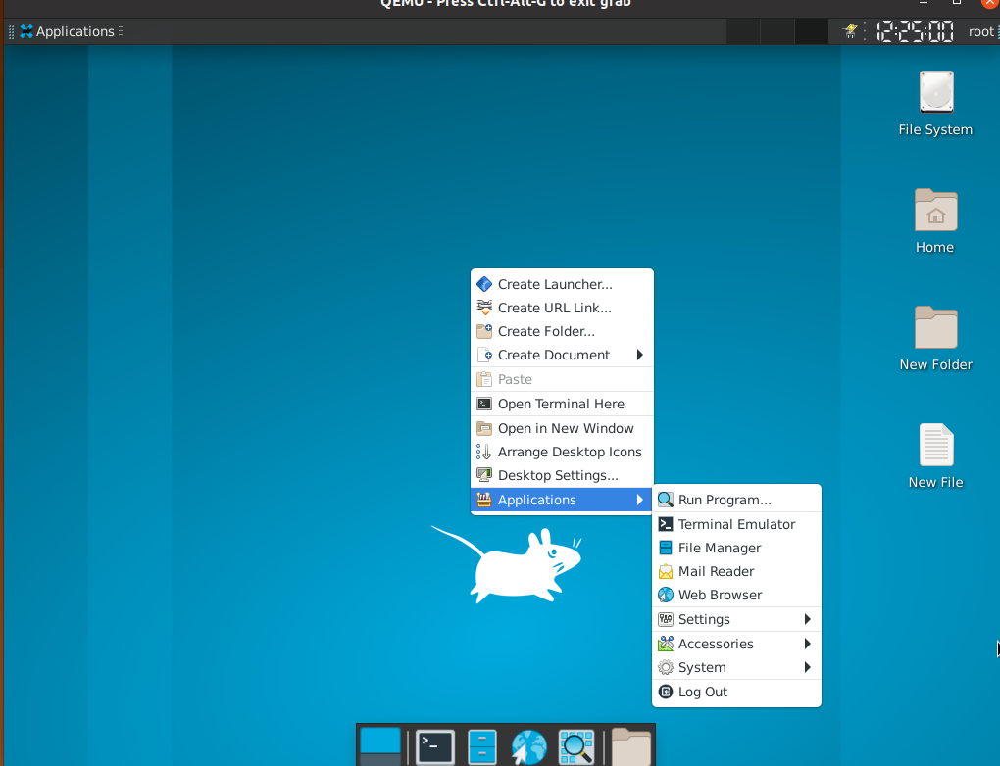 QEMU - Press Ctrl-Alt-G to exit grab
Applications
12:25:00
root
File System
Home
New Folder
New File
Create Launcher...
Create URL Link...
Create Folder...
Create Document
Paste
Open Terminal Here
Open in New Window
Arrange Desktop Icons
Desktop Settings...
Applications
Run Program...
Terminal Emulator
File Manager
Mail Reader
Web Browser
Settings
Accessories
System
Log Out